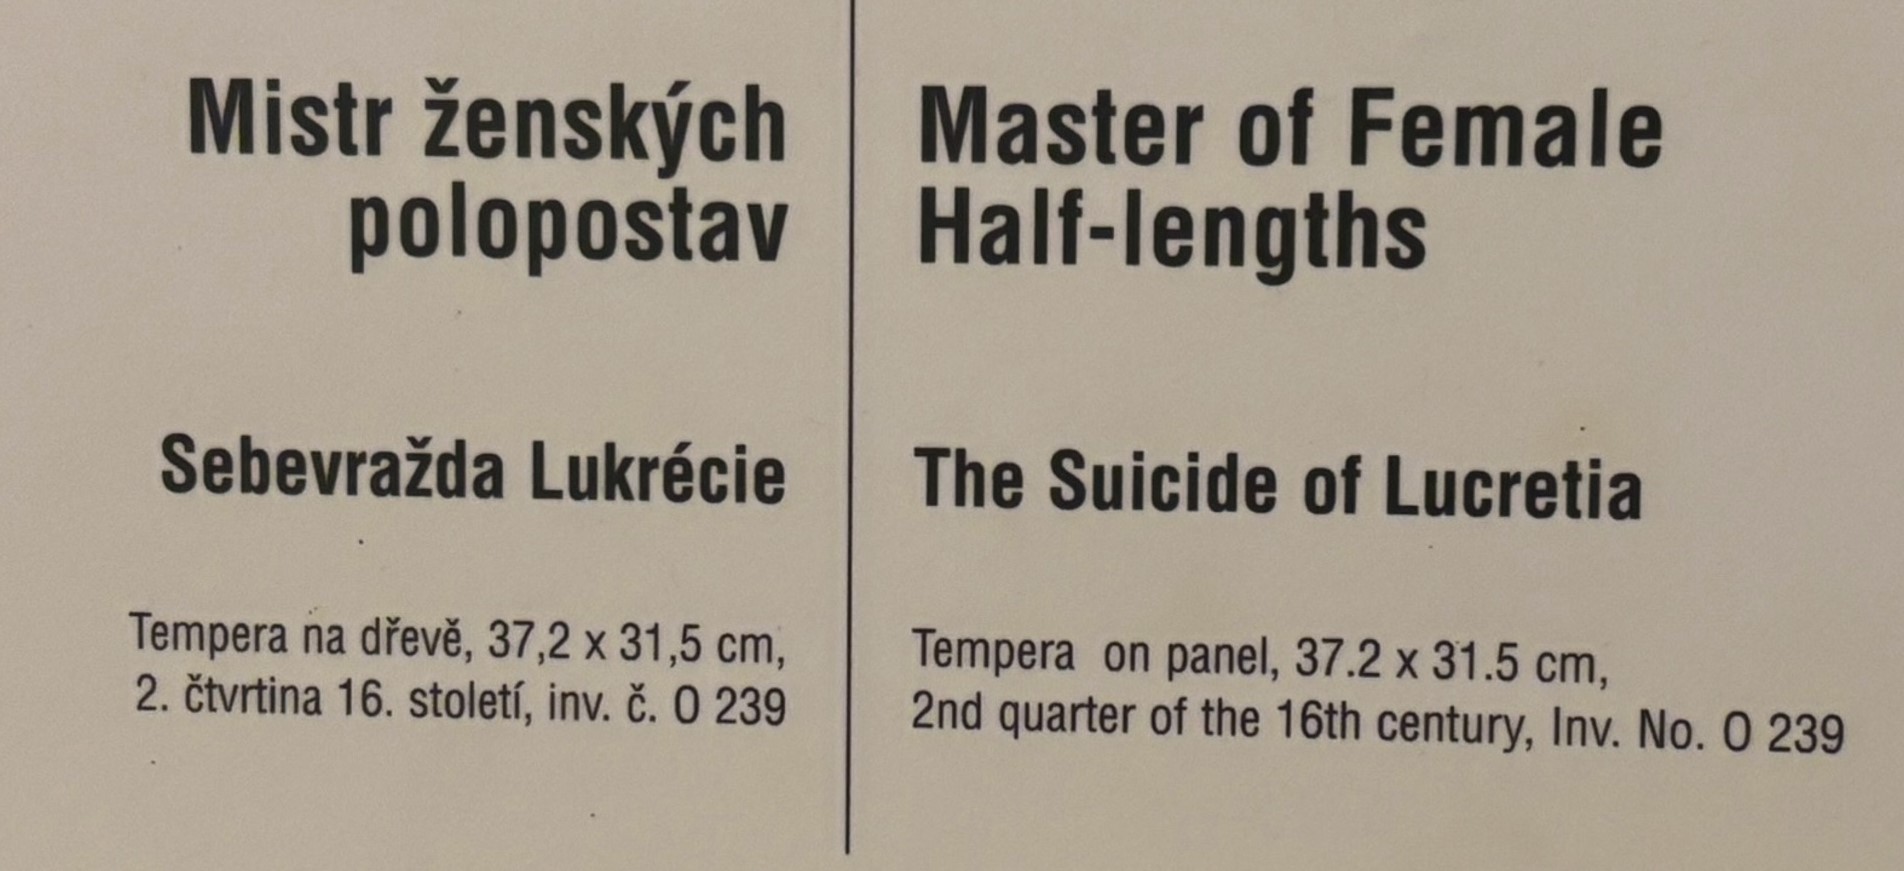 Mistr ženských
polopostav
Sebevražda Lukrécie
Tempera na dřevě, 37,2 x 31,5 cm,
2. čtvrtina 16. století, inv. č. O 239
Master of Female
Half-lengths
The Suicide of Lucretia
Tempera on panel, 37.2 x 31.5 cm,
2nd quarter of the 16th century, Inv. No. O 239